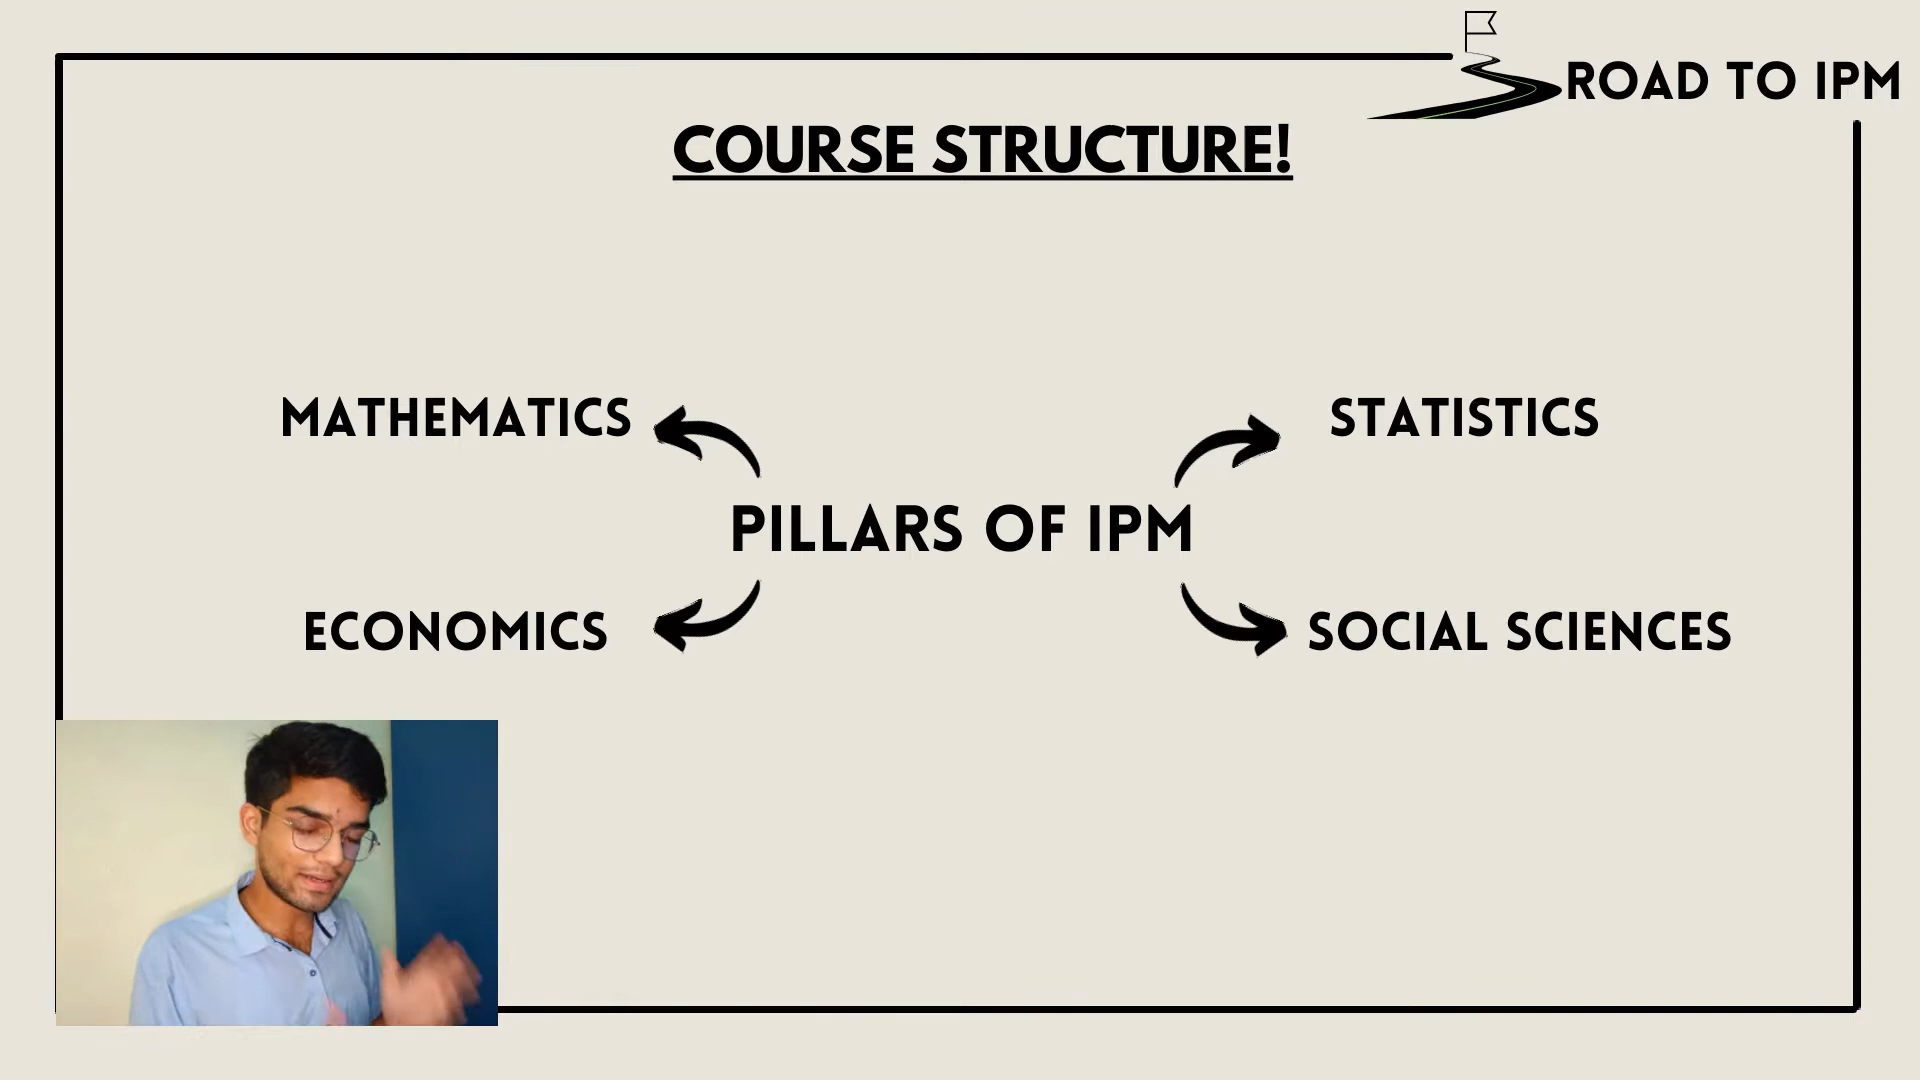 ROAD TO IPM
COURSE STRUCTURE!
MATHEMATICS
STATISTICS
PILLARS OF IPM
ECONOMICS
SOCIAL SCIENCES